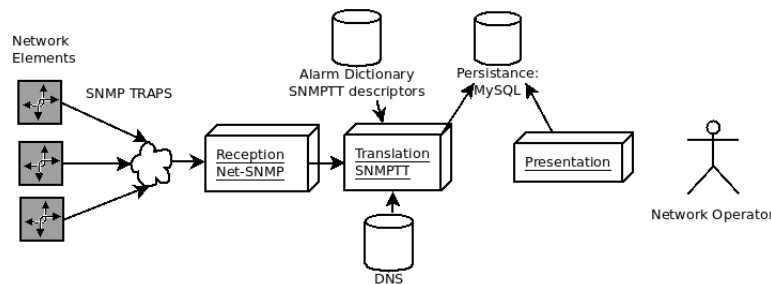 Network
Elements
SNMP TRAPS
Alarm Dictionary
SNMPTT descriptors
Persistance:
MySQL
Reception
Net-SNMP
Translation
SNMPTT
Presentation
Network Operator
DNS